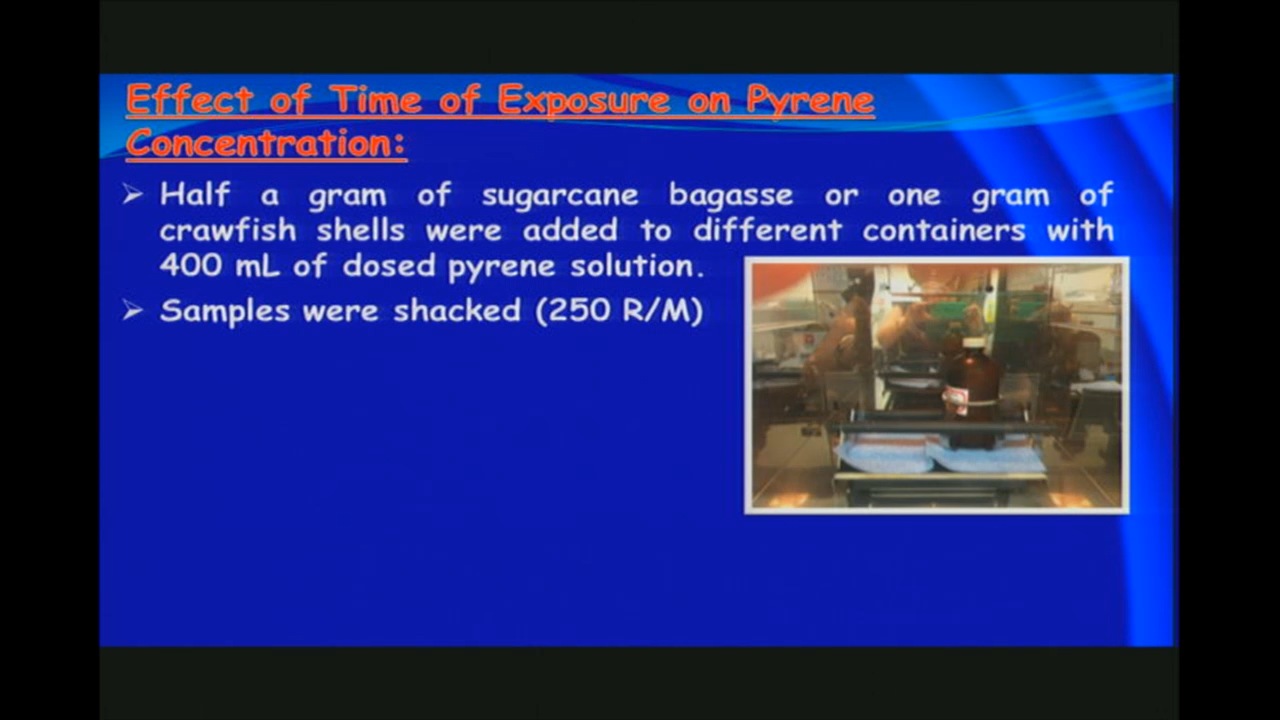 Effect of Time of Exposure on Pyrene
Concentration:
➢ Half a gram of sugarcane bagasse or one gram of
crawfish shells were added to different containers with
400 mL of dosed pyrene solution.
➢ Samples were shacked (250 R/M)